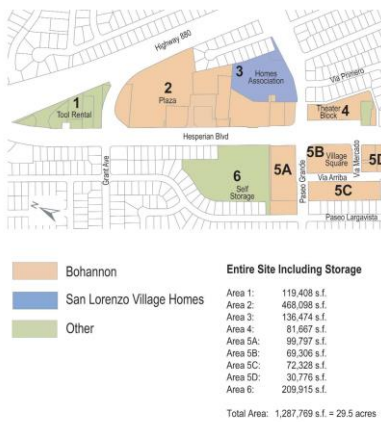 Highway 880
1
Tool Rental
2
Plaza
3
Homes
Association
Via Primero
Theater
Block
4
Hesperian Blvd
Grant Ave
6
Self
Storage
5A
Paseo Grande
5B
Village
Square
Via Mercado
5D
Via Arriba
5C
Paseo Largavista
N
Bohannon
San Lorenzo Village Homes
Other
Entire Site Including Storage
Area 1: 119,408 s.f.
Area 2: 468,098 s.f.
Area 3: 136,474 s.f.
Area 4: 81,667 s.f.
Area 5A: 99,797 s.f.
Area 5B: 69,306 s.f.
Area 5C: 72,328 s.f.
Area 5D: 30,776 s.f.
Area 6: 209,915 s.f.
Total Area: 1,287,769 s.f. = 29.5 acres